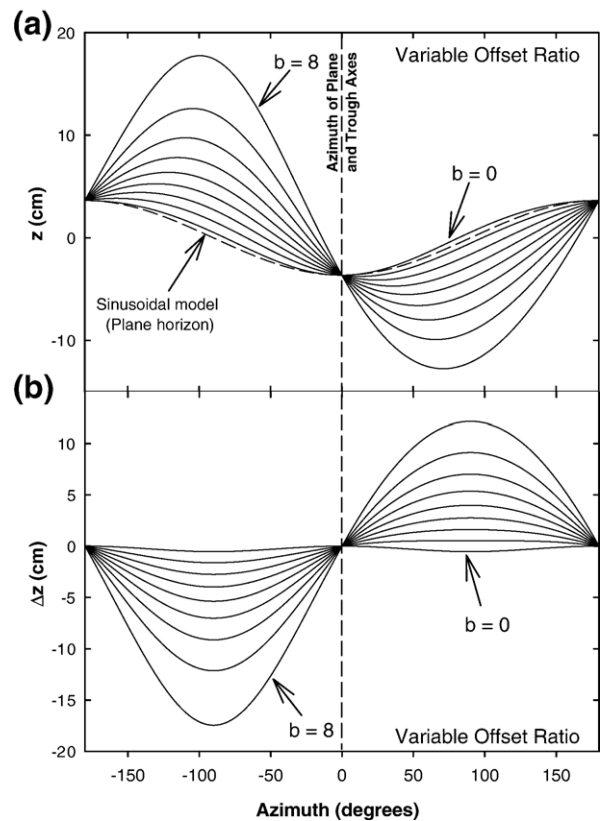 (a)
20
10
0
-10
z (cm)
b = 8
Azimuth of Plane
and Trough Axes
Variable Offset Ratio
b = 0
Sinusoidal model
(Plane horizon)
(b)
10
5
0
-5
-10
-15
-20
Δz (cm)
b = 0
b = 8
Variable Offset Ratio
-150 -100 -50 0 50 100 150
Azimuth (degrees)